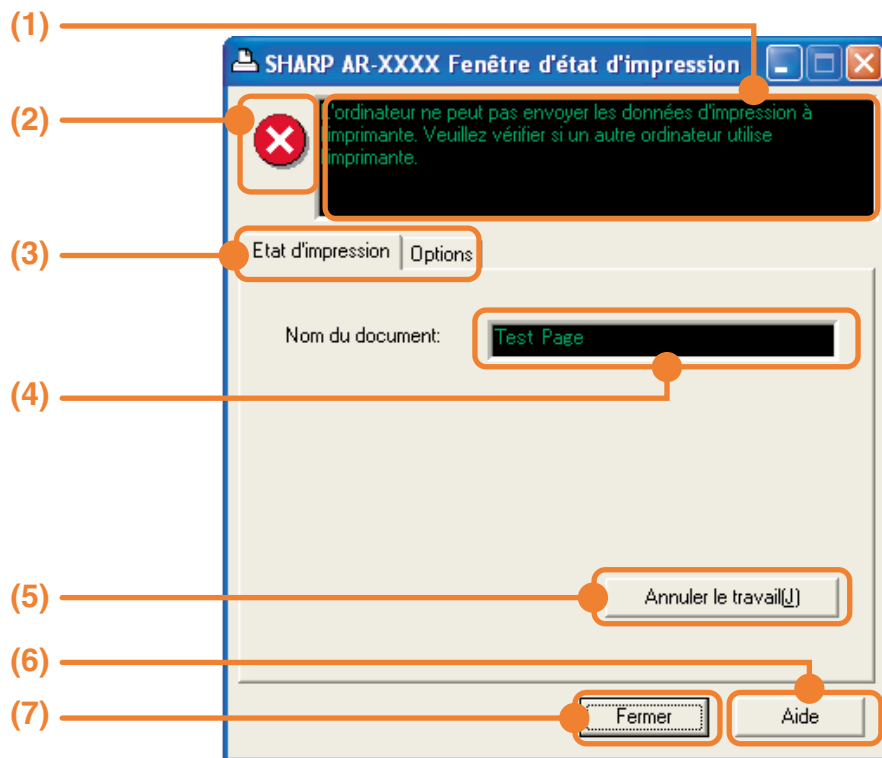 (1)
SHARP AR-XXXX Fenêtre d'état d'impression
(2)
L'ordinateur ne peut pas envoyer les données d'impression à
imprimante. Veuillez vérifier si un autre ordinateur utilise
imprimante.
(3)
Etat d'impression
Options
Nom du document:
Test Page
(4)
(5)
Annuler le travail(J)
(6)
(7)
Fermer
Aide